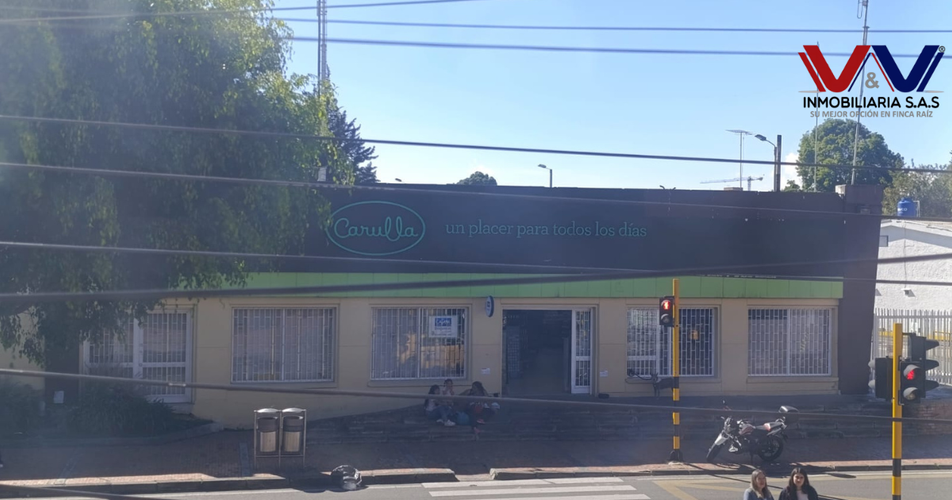 V&V
INMOBILIARIA S.A.S
SU MEJOR OPCIÓN EN FINCA RAÍZ
Carulla
un placer para todos los días